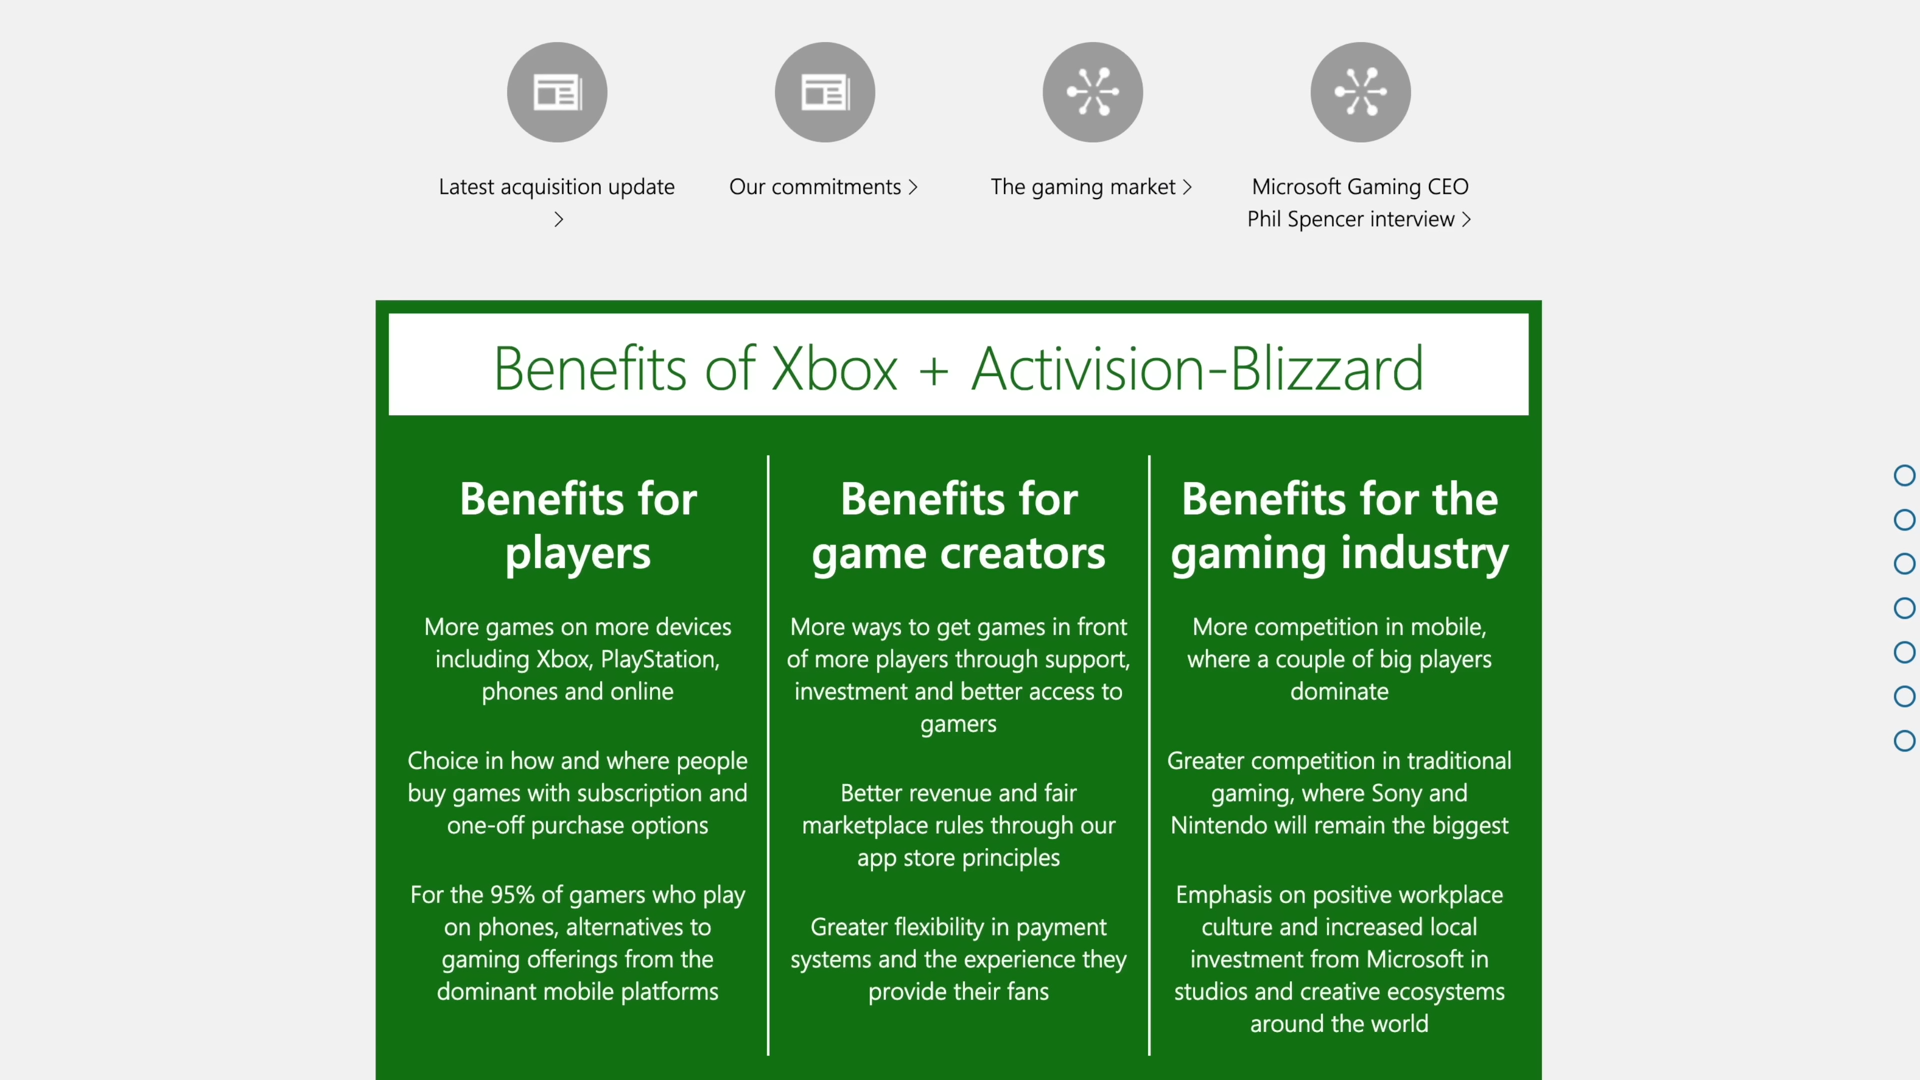 Latest acquisition update
>
Our commitments >
The gaming market >
Microsoft Gaming CEO
Phil Spencer interview >
Benefits of Xbox + Activision-Blizzard
Benefits for
players
More games on more devices
including Xbox, PlayStation,
phones and online
Choice in how and where people
buy games with subscription and
one-off purchase options
For the 95% of gamers who play
on phones, alternatives to
gaming offerings from the
dominant mobile platforms
Benefits for
game creators
More ways to get games in front
of more players through support,
investment and better access to
gamers
Better revenue and fair
marketplace rules through our
app store principles
Greater flexibility in payment
systems and the experience they
provide their fans
Benefits for the
gaming industry
More competition in mobile,
where a couple of big players
dominate
Greater competition in traditional
gaming, where Sony and
Nintendo will remain the biggest
Emphasis on positive workplace
culture and increased local
investment from Microsoft in
studios and creative ecosystems
around the world